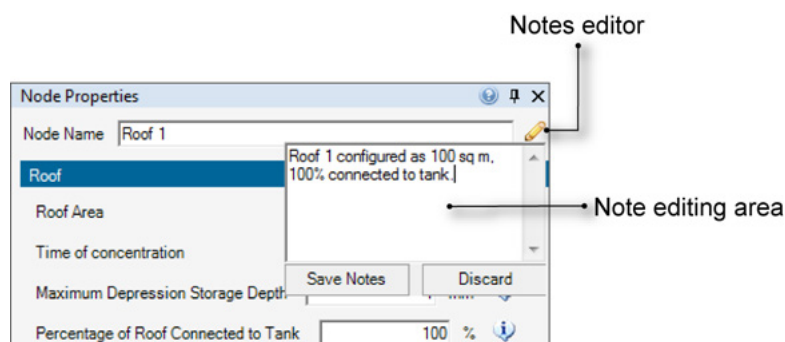 Notes editor
Node Properties
Node Name Roof 1
Roof 1 configured as 100 sq m,
100% connected to tank.
Roof
Roof Area
Note editing area
Time of concentration
Save Notes Discard
Maximum Depression Storage Depth
Percentage of Roof Connected to Tank 100 %